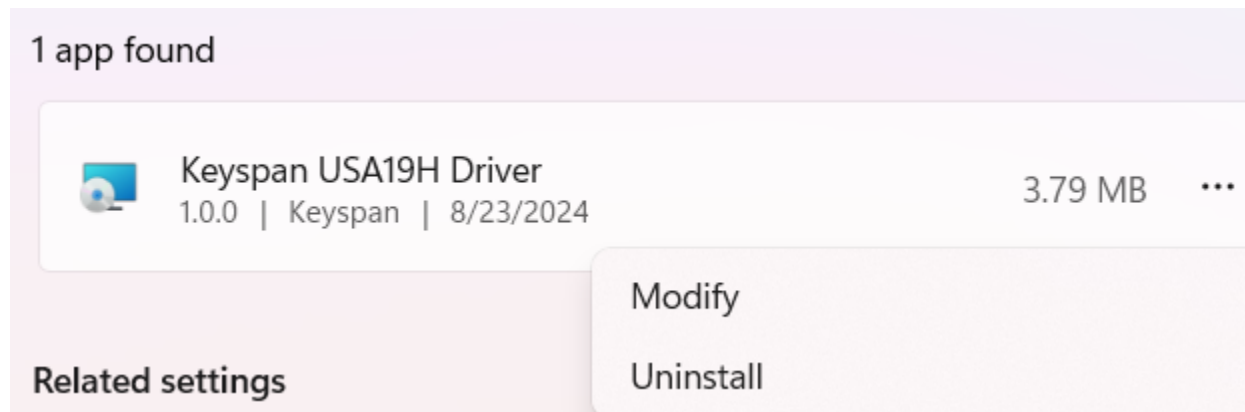 1 app found
Keyspan USA19H Driver
3.79 MB
1.0.0 | Keyspan | 8/23/2024
Modify
Uninstall
Related settings